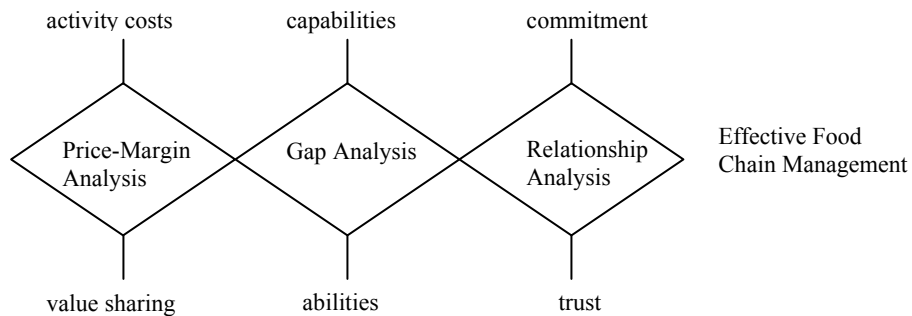 activity costs
capabilities
commitment
Price-Margin
Analysis
Gap Analysis
Relationship
Analysis
Effective Food
Chain Management
value sharing
abilities
trust